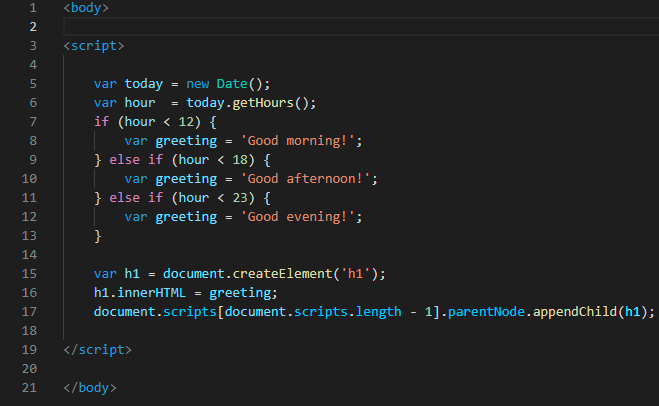 1 <body>
2
3 <script>
4
5     var today = new Date();
6     var hour  = today.getHours();
7     if (hour < 12) {
8         var greeting = 'Good morning!';
9     } else if (hour < 18) {
10         var greeting = 'Good afternoon!';
11     } else if (hour < 23) {
12         var greeting = 'Good evening!';
13     }
14
15     var h1 = document.createElement('h1');
16     h1.innerHTML = greeting;
17     document.scripts[document.scripts.length - 1].parentNode.appendChild(h1);
18
19 </script>
20
21 </body>